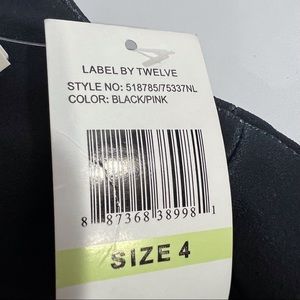 LABEL BY TWELVE
STYLE NO: 518785/75337NL
COLOR: BLACK/PINK
8 87368 38998 1
SIZE 4